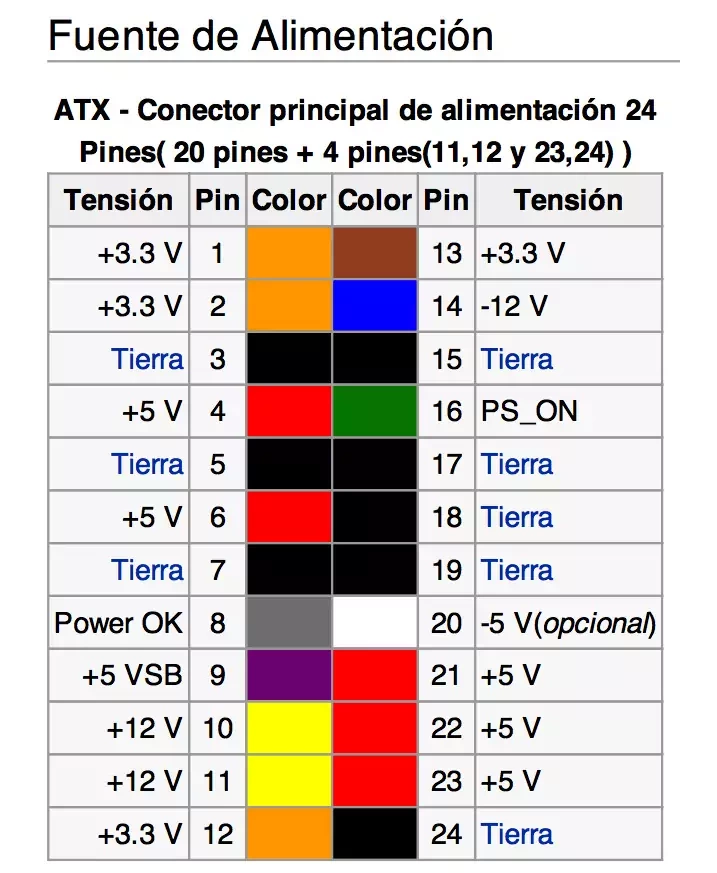 Fuente de Alimentación
ATX - Conector principal de alimentación 24
Pines( 20 pines + 4 pines(11,12 y 23,24) )
Tensión Pin Color Color Pin Tensión
+3.3 V 1 13 +3.3 V
+3.3 V 2 14 -12 V
Tierra 3 15 Tierra
+5 V 4 16 PS_ON
Tierra 5 17 Tierra
+5 V 6 18 Tierra
Tierra 7 19 Tierra
Power OK 8 20 -5 V(opcional)
+5 VSB 9 21 +5 V
+12 V 10 22 +5 V
+12 V 11 23 +5 V
+3.3 V 12 24 Tierra